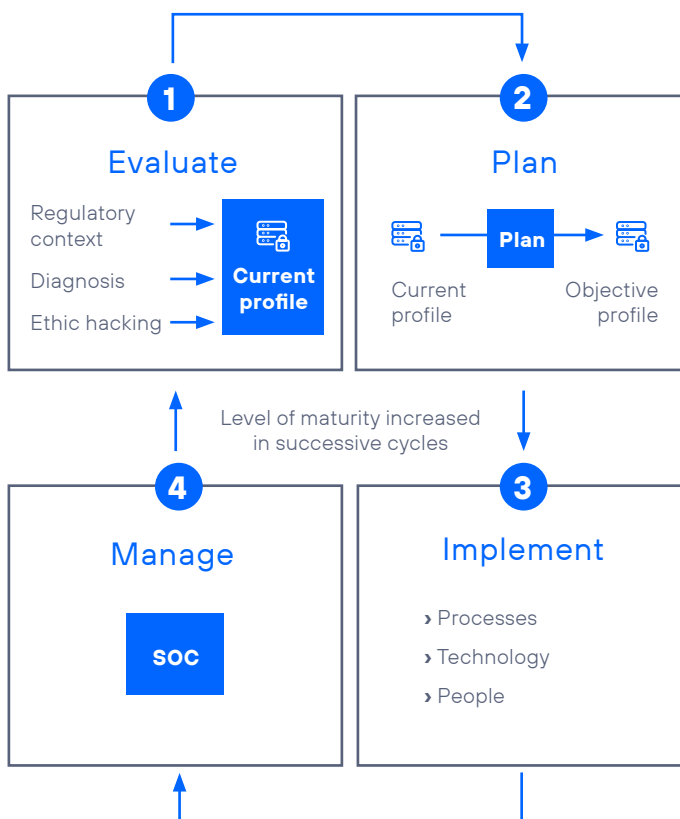 1
Evaluate
Regulatory
context
Diagnosis
Ethic hacking
Current
profile
2
Plan
Plan
Current
profile
Objective
profile
Level of maturity increased
in successive cycles
4
Manage
SOC
3
Implement
› Processes
› Technology
› People